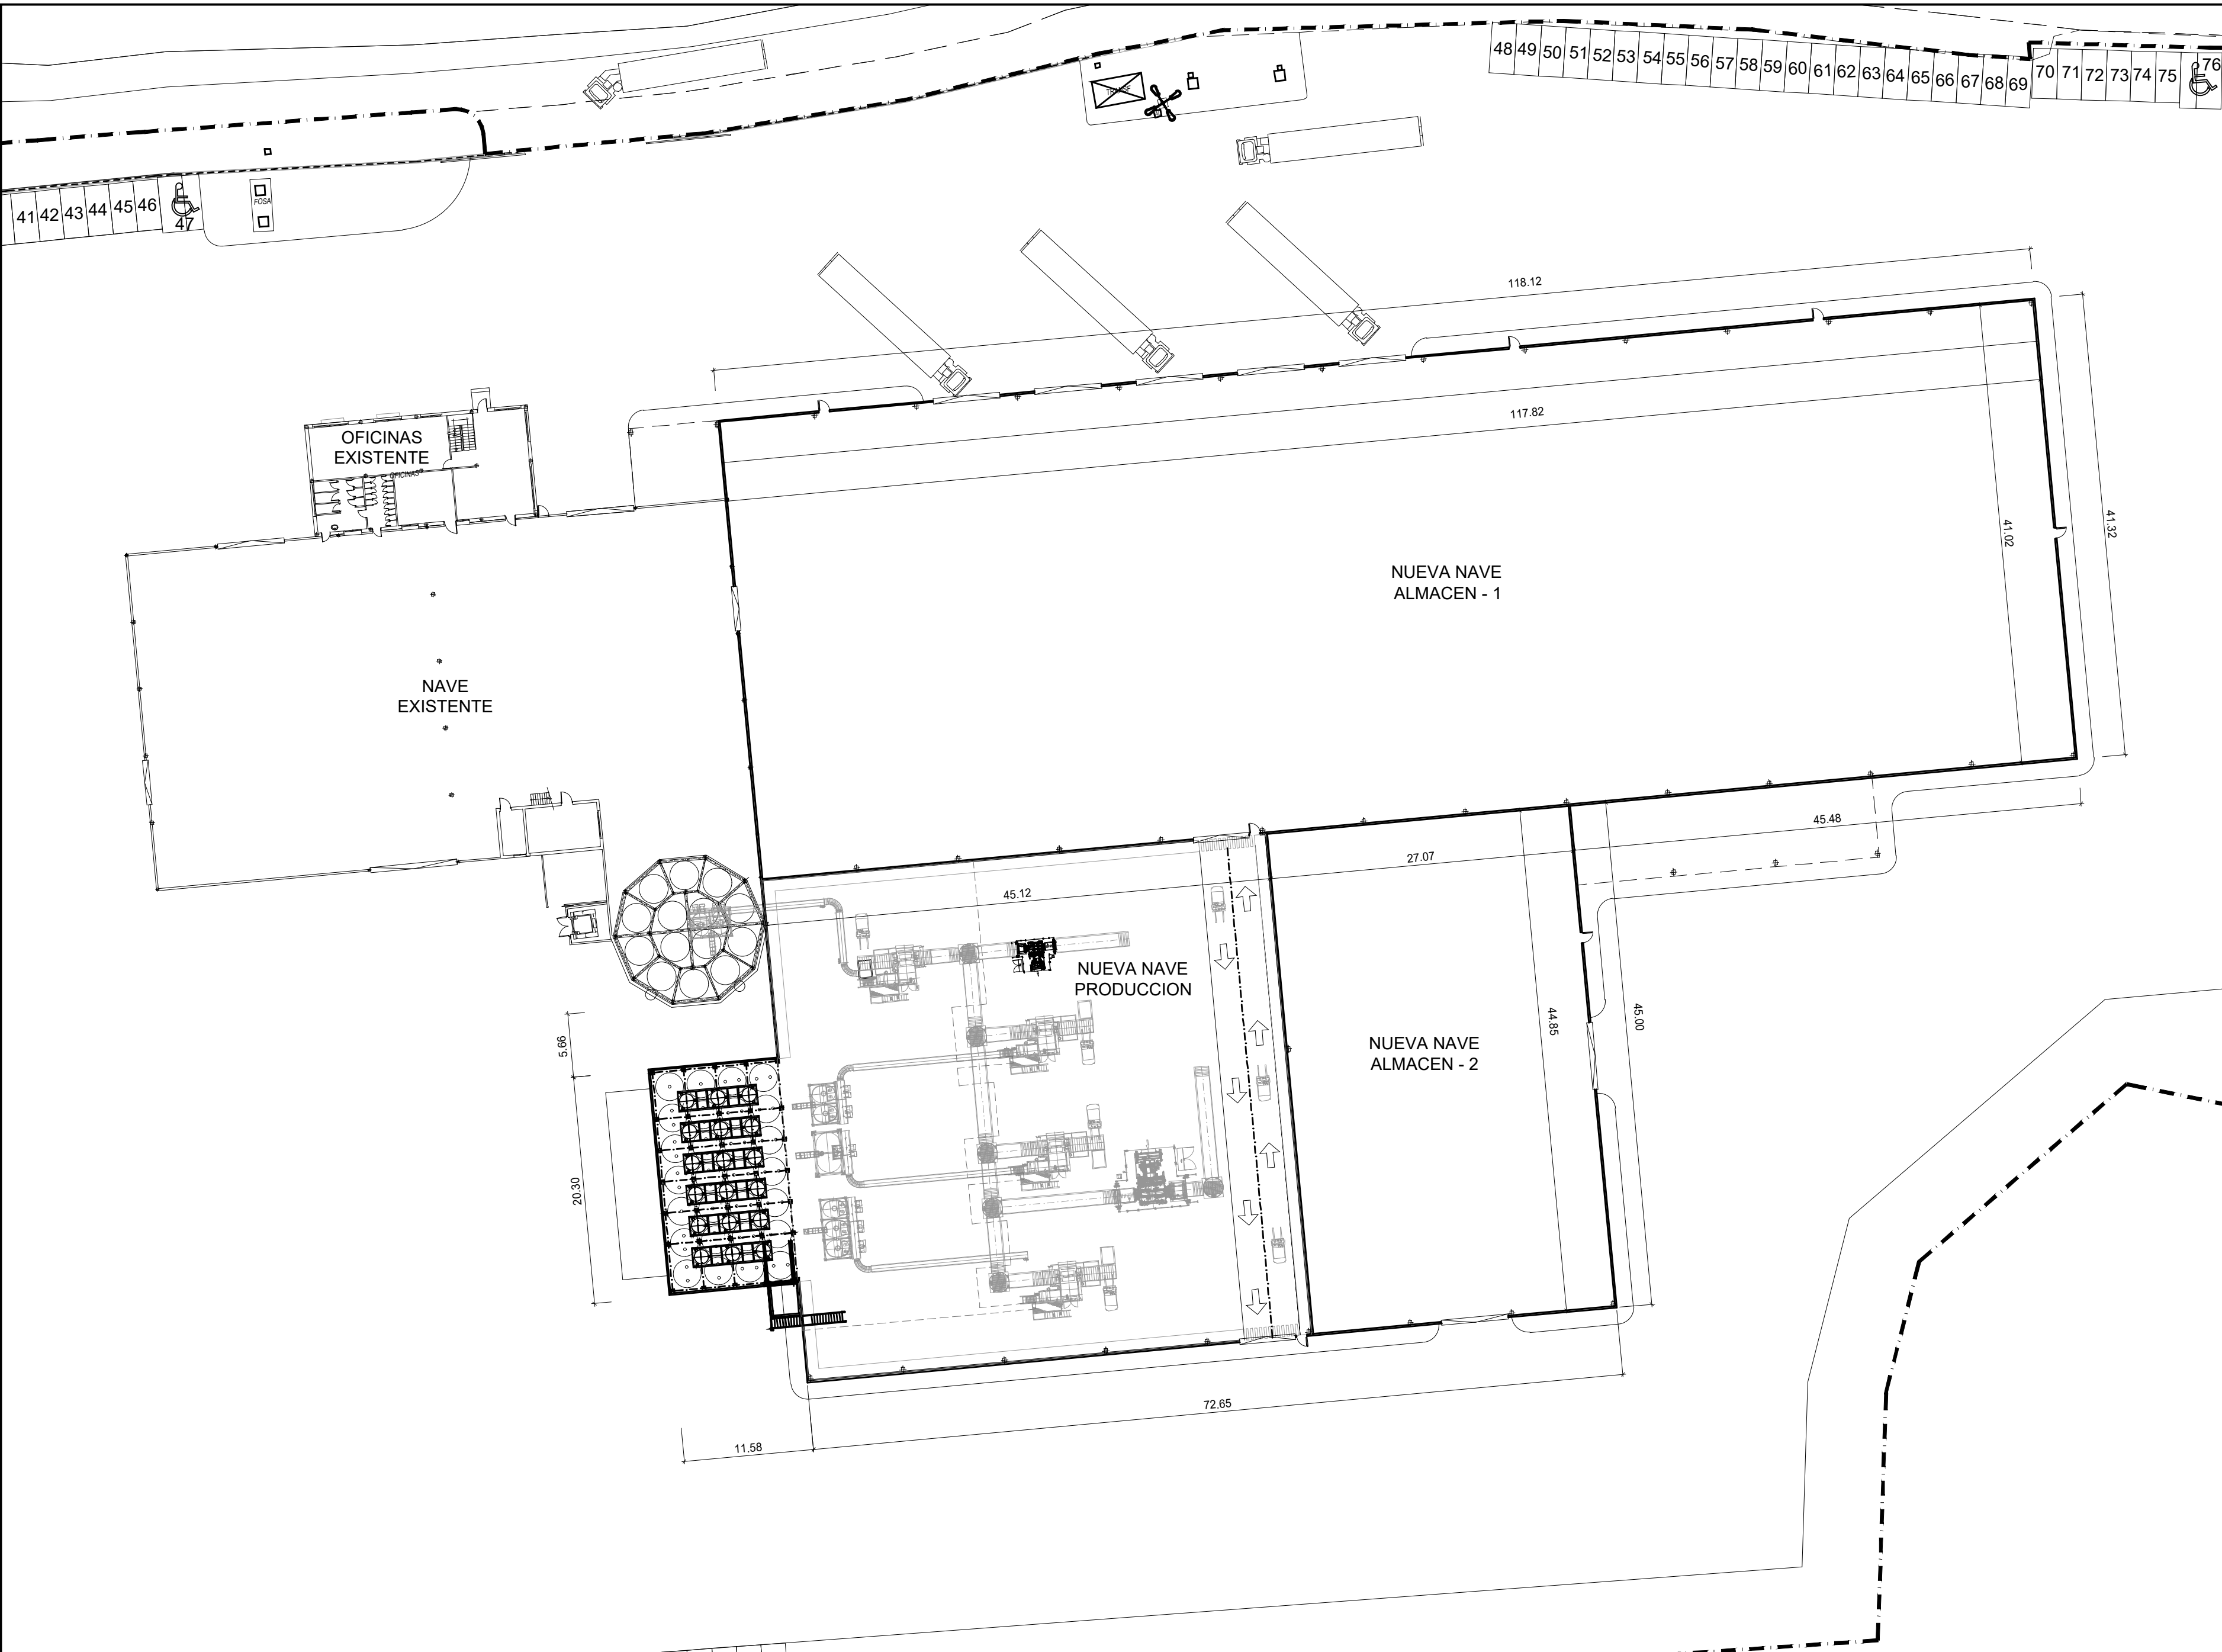 48 49 50 51 52 53 54 55 56 57 58 59 60 61 62 63 64 65 66 67 68 69 70 71 72 73 74 75 76
TRANSF
41 42 43 44 45 46 47
FOSA
118.12
117.82
OFICINAS
EXISTENTE
OFICINAS
41.02
41.32
NUEVA NAVE
ALMACEN - 1
NAVE
EXISTENTE
45.48
27.07
45.12
NUEVA NAVE
PRODUCCION
44.85
45.00
NUEVA NAVE
ALMACEN - 2
5.66
20.30
72.65
11.58